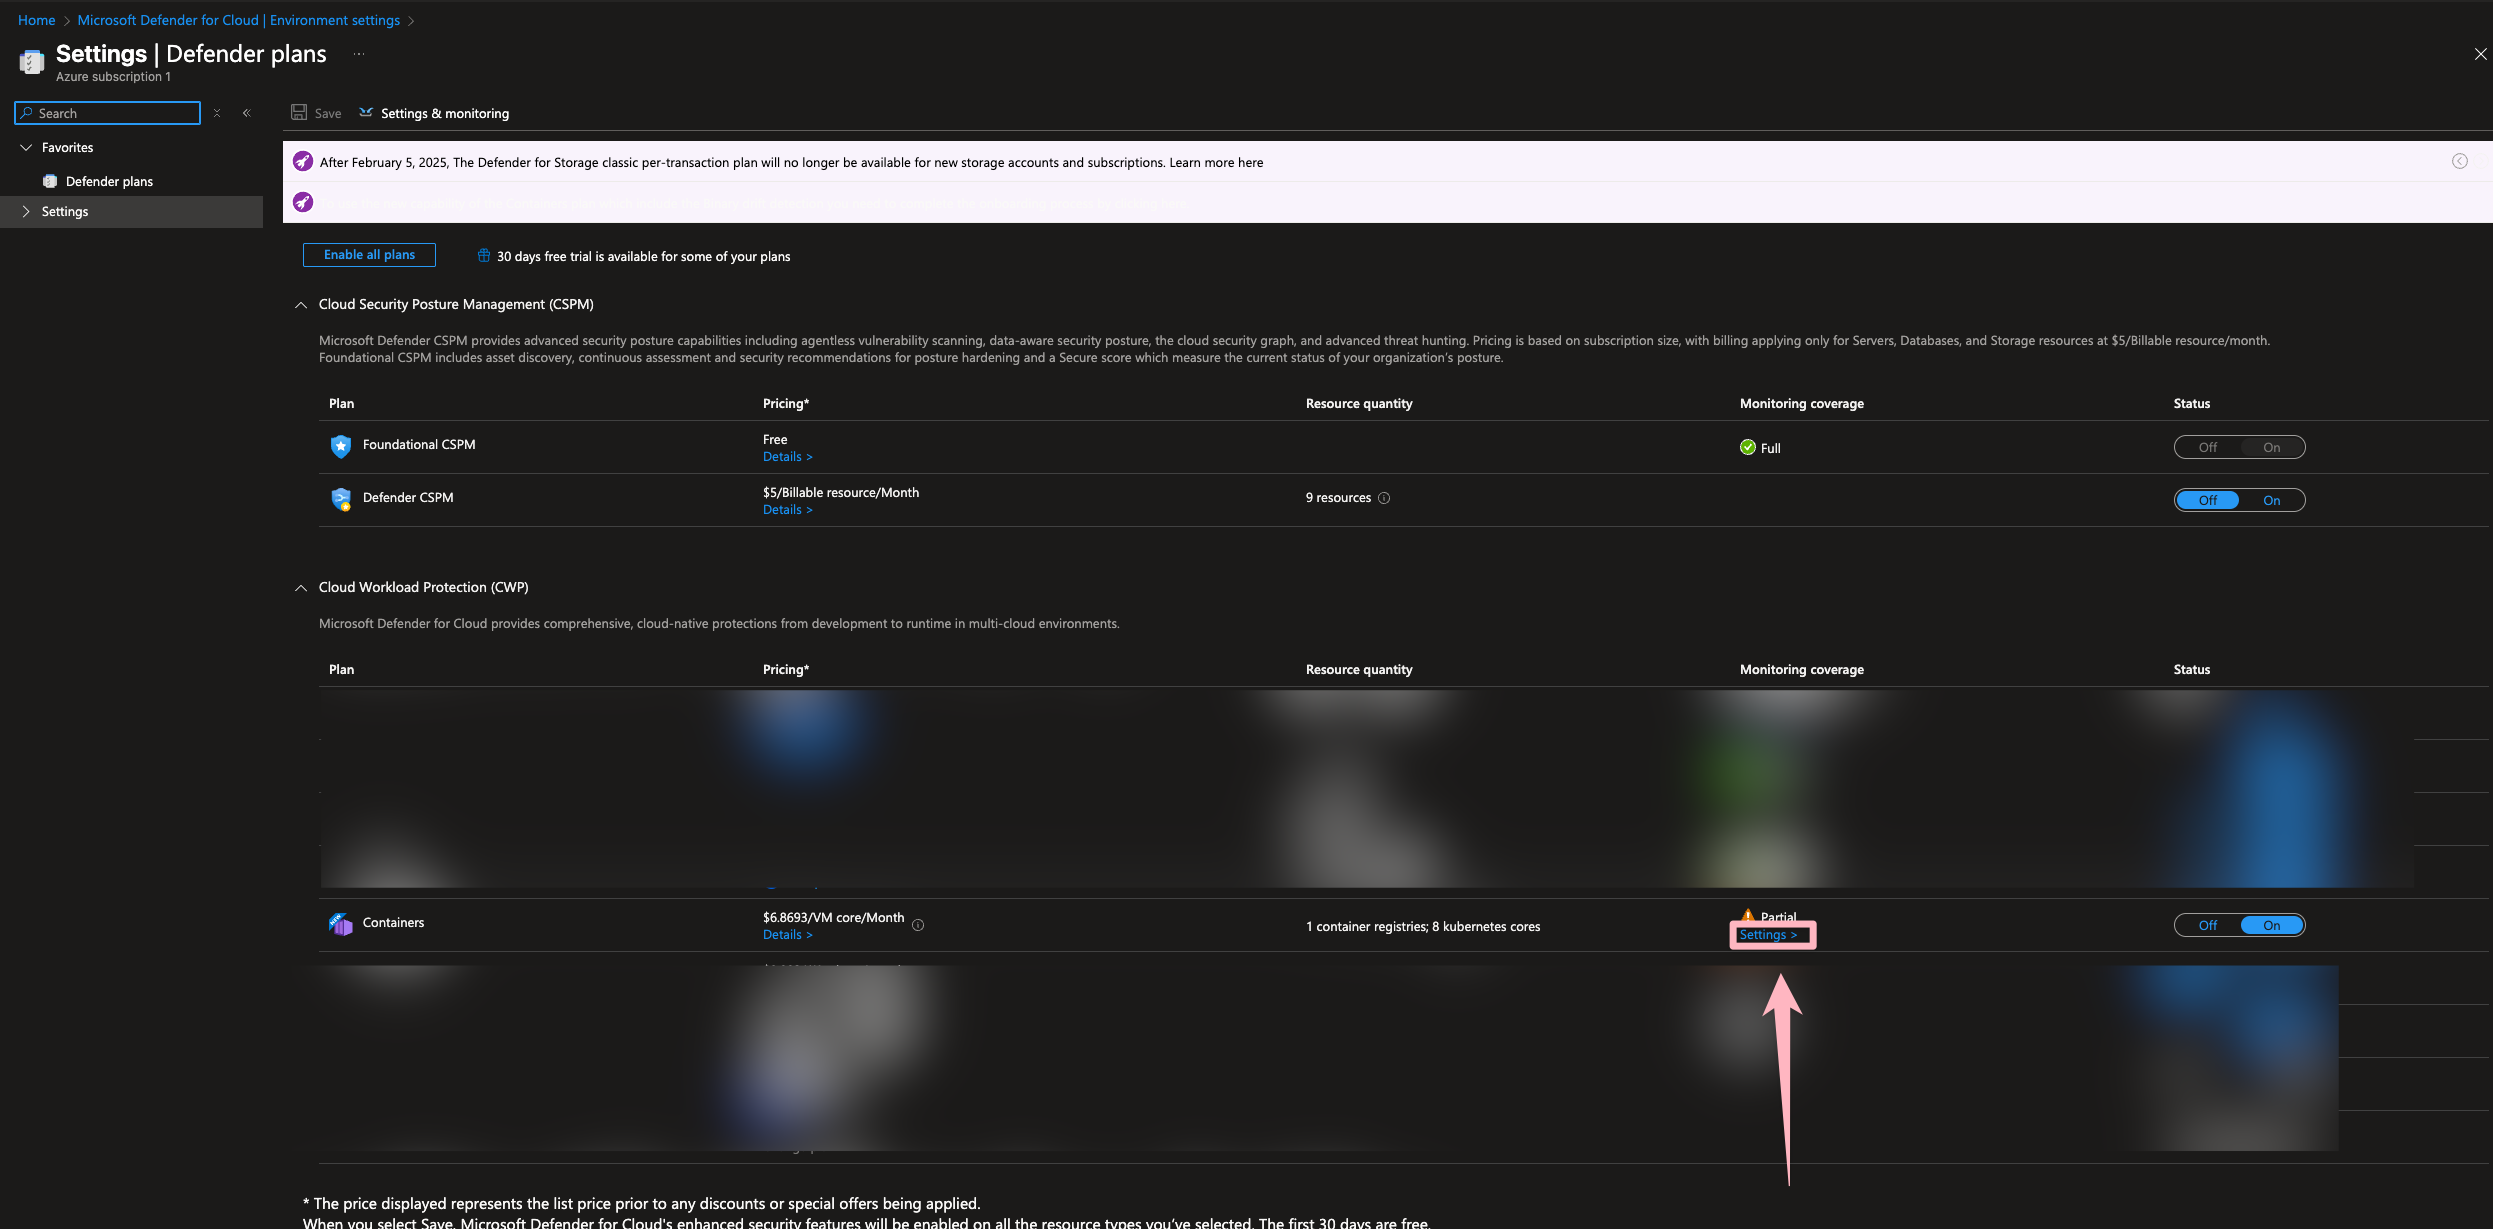 Home > Microsoft Defender for Cloud | Environment settings >
Settings | Defender plans ...
Azure subscription 1
Search
Save Settings & monitoring
Favorites
Defender plans
Settings
After February 5, 2025, The Defender for Storage classic per-transaction plan will no longer be available for new storage accounts and subscriptions. Learn more here
Enable all plans
30 days free trial is available for some of your plans
Cloud Security Posture Management (CSPM)
Microsoft Defender CSPM provides advanced security posture capabilities including agentless vulnerability scanning, data-aware security posture, the cloud security graph, and advanced threat hunting. Pricing is based on subscription size, with billing applying only for Servers, Databases, and Storage resources at $5/Billable resource/month.
Foundational CSPM includes asset discovery, continuous assessment and security recommendations for posture hardening and a Secure score which measure the current status of your organization's posture.
Plan Pricing* Resource quantity Monitoring coverage Status
Foundational CSPM Free Full Off On
Details >
Defender CSPM $5/Billable resource/Month 9 resources Off On
Details >
Cloud Workload Protection (CWP)
Microsoft Defender for Cloud provides comprehensive, cloud-native protections from development to runtime in multi-cloud environments.
Plan Pricing* Resource quantity Monitoring coverage Status
NEW Containers $6.8693/VM core/Month 1 container registries; 8 kubernetes cores Partial Off On
Details > Settings >
* The price displayed represents the list price prior to any discounts or special offers being applied.
When you select Save, Microsoft Defender for Cloud's enhanced security features will be enabled on all the resource types you've selected. The first 30 days are free.